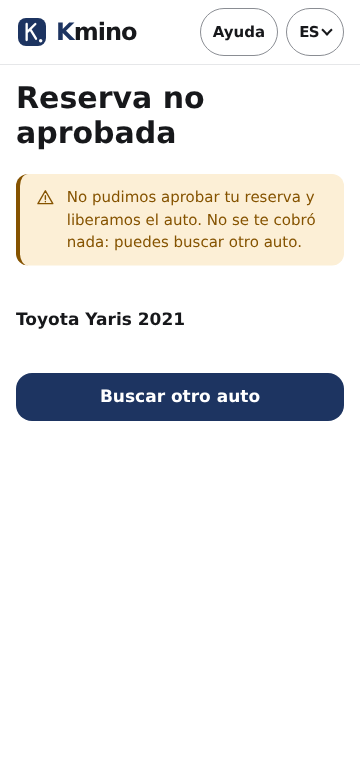 K. Kmino
Ayuda
ES
Reserva no
aprobada
No pudimos aprobar tu reserva y
liberamos el auto. No se te cobró
nada: puedes buscar otro auto.
Toyota Yaris 2021
Buscar otro auto